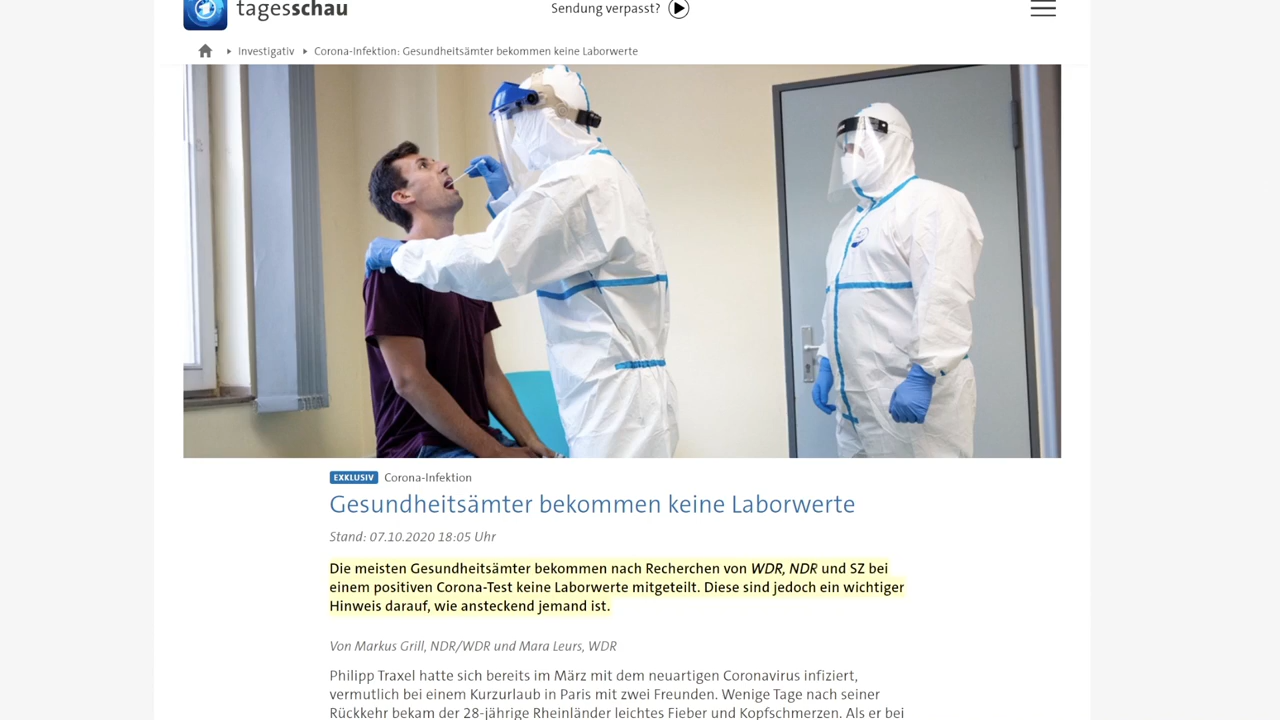 tagesschau
Sendung verpasst?
Investigativ
Corona-Infektion: Gesundheitsämter bekommen keine Laborwerte
EXKLUSIV Corona-Infektion
Gesundheitsämter bekommen keine Laborwerte
Stand: 07.10.2020 18:05 Uhr
Die meisten Gesundheitsämter bekommen nach Recherchen von WDR, NDR und SZ bei
einem positiven Corona-Test keine Laborwerte mitgeteilt. Diese sind jedoch ein wichtiger
Hinweis darauf, wie ansteckend jemand ist.
Von Markus Grill, NDR/WDR und Mara Leurs, WDR
Philipp Traxel hatte sich bereits im März mit dem neuartigen Coronavirus infiziert,
vermutlich bei einem Kurzurlaub in Paris mit zwei Freunden. Wenige Tage nach seiner
Rückkehr bekam der 28-jährige Rheinländer leichtes Fieber und Kopfschmerzen. Als er bei